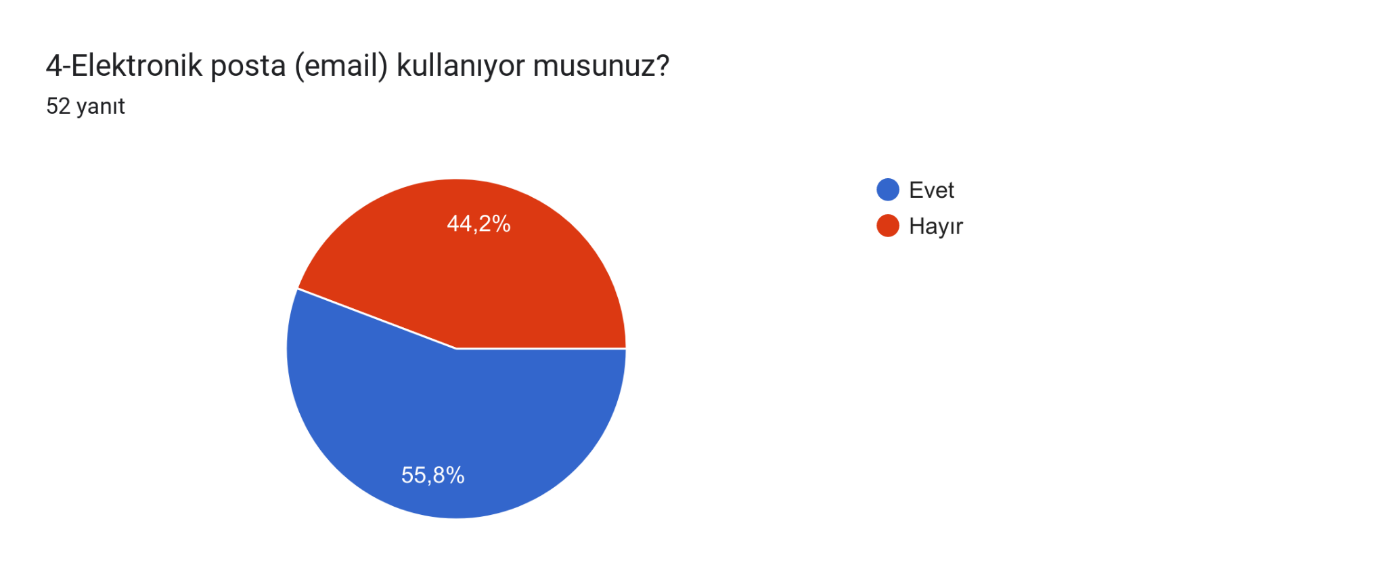 4-Elektronik posta (email) kullanıyor musunuz?
52 yanıt
Evet
Hayır
44,2%
55,8%